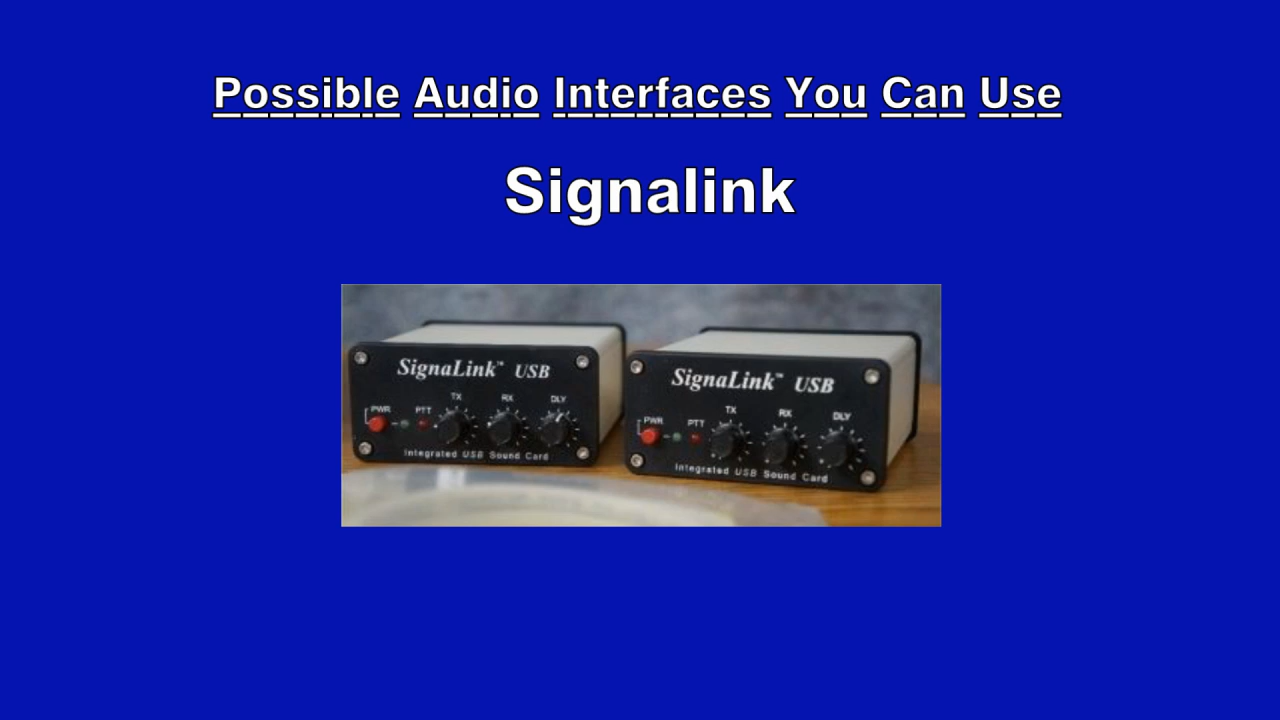 Possible Audio Interfaces You Can Use
Signalink
SignaLink™ USB
PWR PTT TX RX DLY
Integrated USB Sound Card
SignaLink™ USB
PWR PTT TX RX DLY
Integrated USB Sound Card